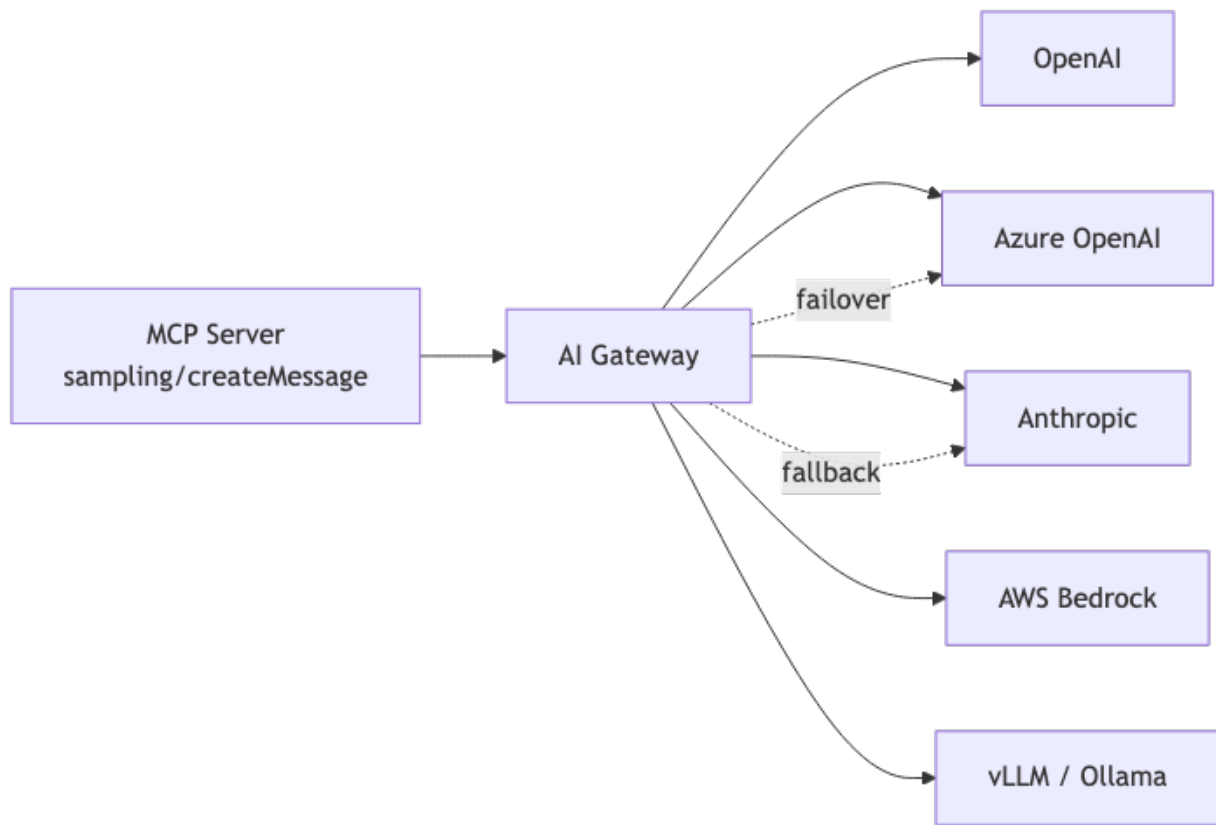 OpenAI
Azure OpenAI
failover
MCP Server
sampling/createMessage
AI Gateway
Anthropic
fallback
AWS Bedrock
vLLM / Ollama